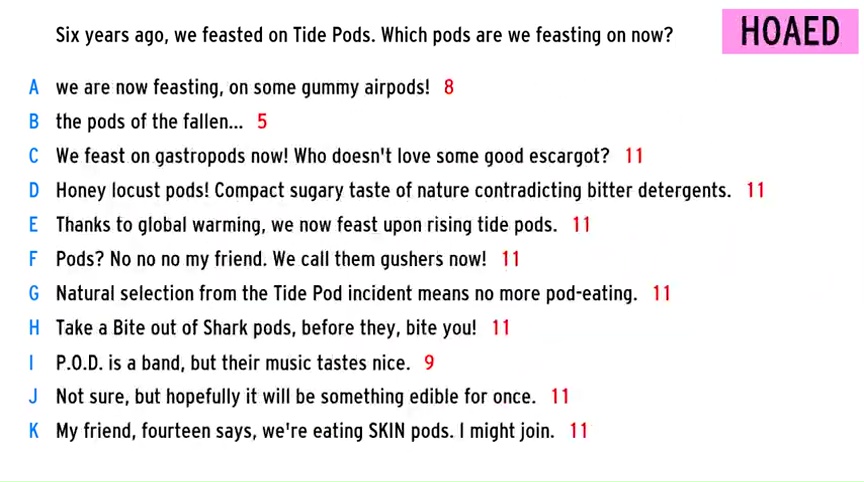 Six years ago, we feasted on Tide Pods. Which pods are we feasting on now?
HOAED
A we are now feasting, on some gummy airpods! 8
B the pods of the fallen... 5
C We feast on gastropods now! Who doesn't love some good escargot? 11
D Honey locust pods! Compact sugary taste of nature contradicting bitter detergents. 11
E Thanks to global warming, we now feast upon rising tide pods. 11
F Pods? No no no my friend. We call them gushers now! 11
G Natural selection from the Tide Pod incident means no more pod-eating. 11
H Take a Bite out of Shark pods, before they, bite you! 11
I P.O.D. is a band, but their music tastes nice. 9
J Not sure, but hopefully it will be something edible for once. 11
K My friend, fourteen says, we're eating SKIN pods. I might join. 11